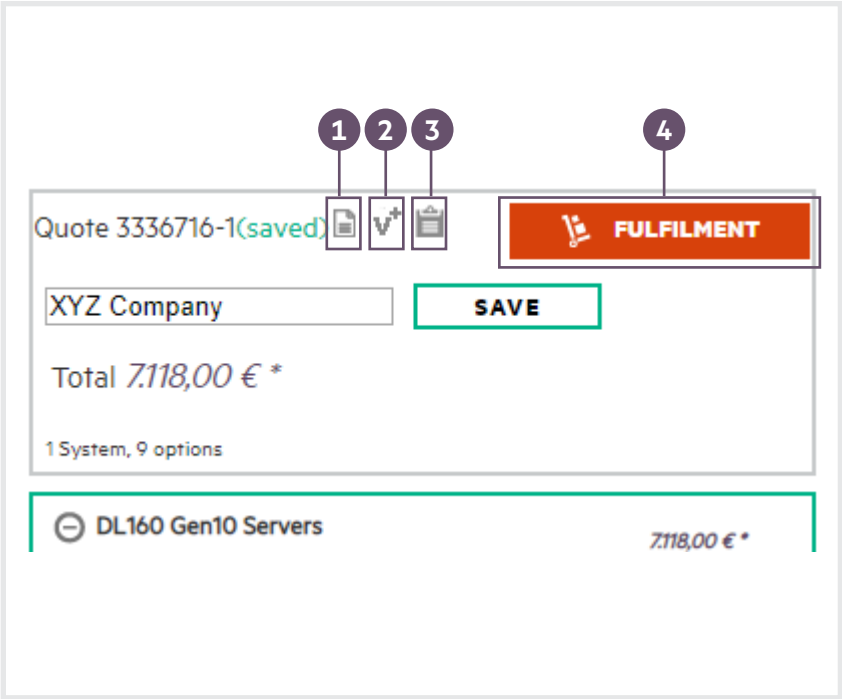 1 2 3 4
Quote 3336716-1(saved) V+ FULFILMENT
XYZ Company SAVE
Total 7.118,00 € *
1 System, 9 options
DL160 Gen10 Servers
7.118,00 € *